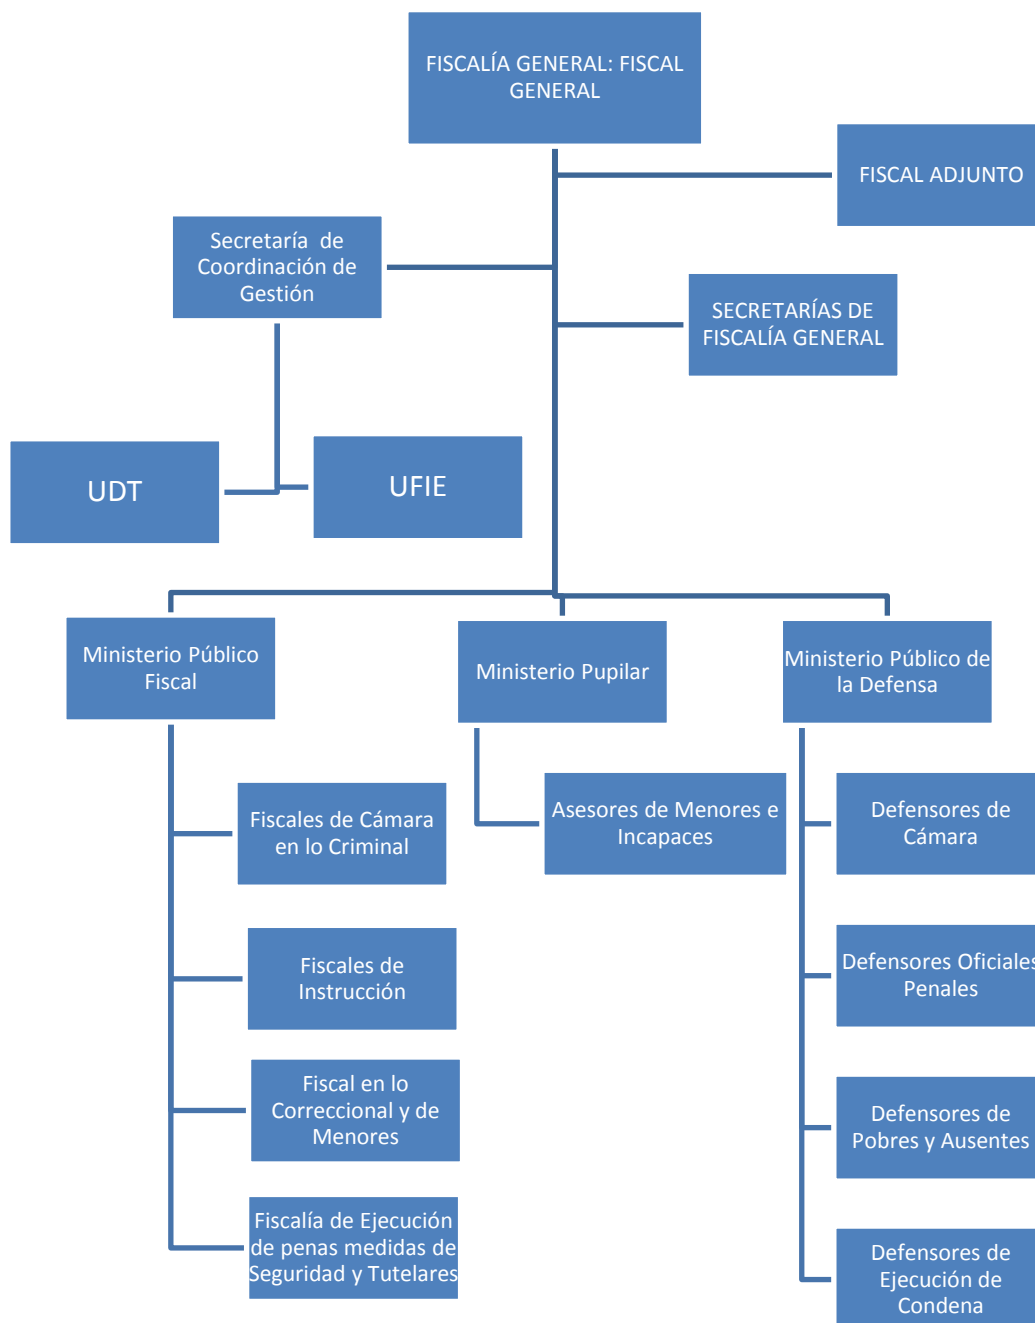 FISCALÍA GENERAL: FISCAL
GENERAL
FISCAL ADJUNTO
Secretaría de
Coordinación de
Gestión
SECRETARÍAS DE
FISCALÍA GENERAL
UDT
UFIE
Ministerio Público
Fiscal
Ministerio Pupilar
Ministerio Público de
la Defensa
Fiscales de Cámara
en lo Criminal
Asesores de Menores e
Incapaces
Defensores de
Cámara
Fiscales de
Instrucción
Defensores Oficiales
Penales
Fiscal en lo
Correccional y de
Menores
Defensores de
Pobres y Ausentes
Fiscalía de Ejecución
de penas medidas de
Seguridad y Tutelares
Defensores de
Ejecución de
Condena